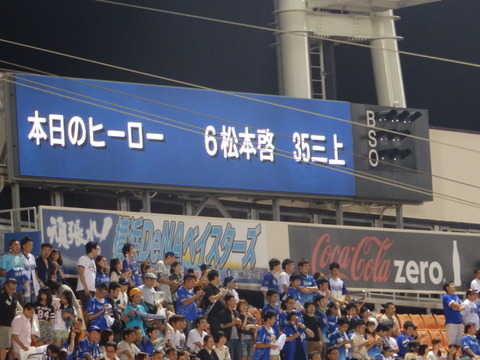 本日のヒーロー 6松本啓 35三上
B
S
O
頑張れ!
横浜DeNAベイスターズ
Coca-Cola zero